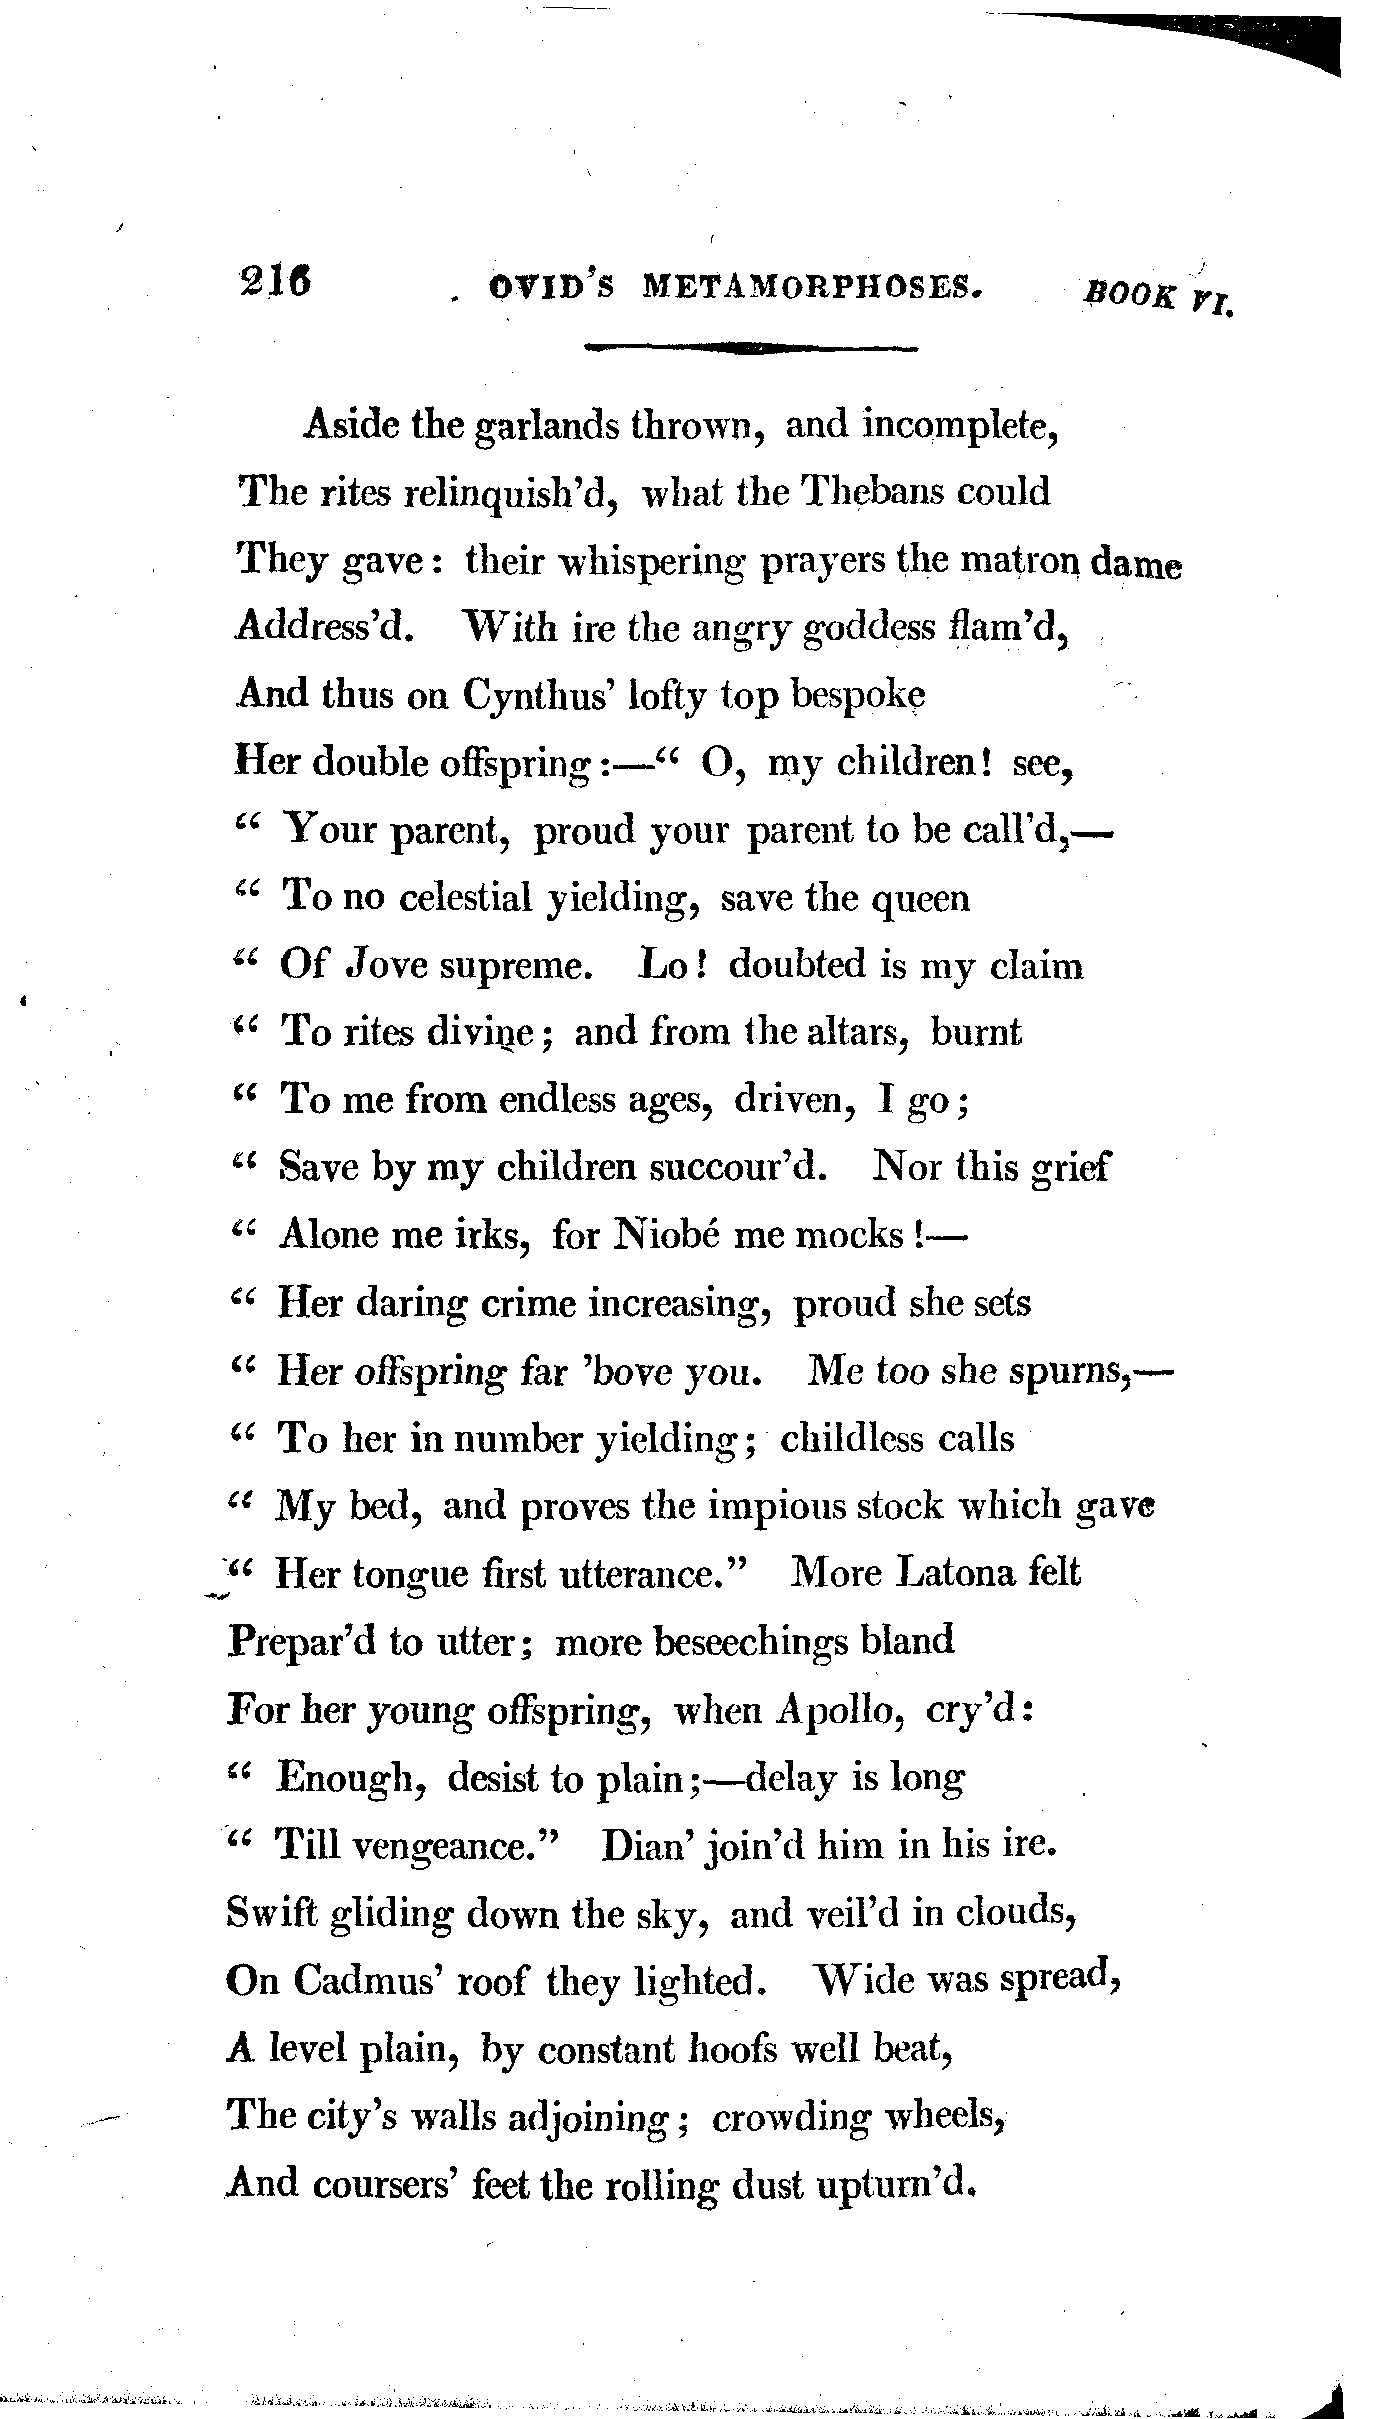 216 OVID'S METAMORPHOSES. BOOK VI.
Aside the garlands thrown, and incomplete,
The rites relinquish'd, what the Thebans could
They gave: their whispering prayers the matron dame
Address'd. With ire the angry goddess flam'd,
And thus on Cynthus' lofty top bespoke
Her double offspring:—“ O, my children! see,
“ Your parent, proud your parent to be call'd,—
“ To no celestial yielding, save the queen
“ Of Jove supreme. Lo! doubted is my claim
“ To rites divine; and from the altars, burnt
“ To me from endless ages, driven, I go;
“ Save by my children succour'd. Nor this grief
“ Alone me irks, for Niobé me mocks!—
“ Her daring crime increasing, proud she sets
“ Her offspring far 'bove you. Me too she spurns,—
“ To her in number yielding; childless calls
“ My bed, and proves the impious stock which gave
“ Her tongue first utterance.” More Latona felt
Prepar'd to utter; more beseechings bland
For her young offspring, when Apollo, cry'd:
“ Enough, desist to plain;—delay is long
“ Till vengeance.” Dian' join'd him in his ire.
Swift gliding down the sky, and veil'd in clouds,
On Cadmus' roof they lighted. Wide was spread,
A level plain, by constant hoofs well beat,
The city's walls adjoining; crowding wheels,
And coursers' feet the rolling dust upturn'd.